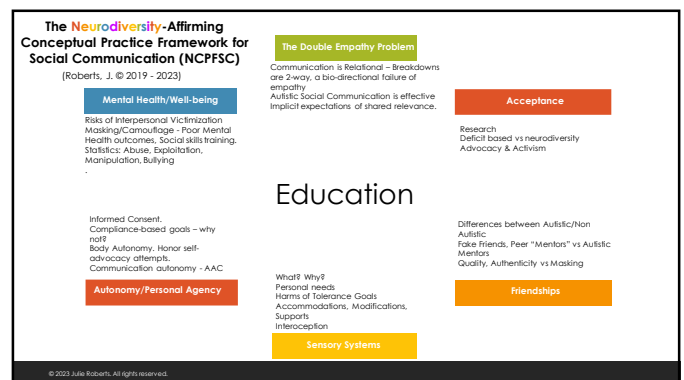 The Neurodiversity-Affirming
Conceptual Practice Framework for
Social Communication (NCPFSC)
(Roberts, J. © 2019 - 2023)
Mental Health/Well-being
Risks of Interpersonal Victimization
Masking/Camouflage - Poor Mental
Health outcomes, Social skills training.
Statistics: Abuse, Exploitation,
Manipulation, Bullying
.
The Double Empathy Problem
Communication is Relational – Breakdowns
are 2-way, a bio-directional failure of
empathy
Autistic Social Communication is effective
Implicit expectations of shared relevance.
Acceptance
Research
Deficit based vs neurodiversity
Advocacy & Activism
Education
Informed Consent.
Compliance-based goals – why
not?
Body Autonomy. Honor self-
advocacy attempts.
Communication autonomy - AAC
Autonomy/Personal Agency
What? Why?
Personal needs
Harms of Tolerance Goals
Accommodations, Modifications,
Supports
Interoception
Sensory Systems
Differences between Autistic/Non
Autistic
Fake Friends, Peer “Mentors” vs Autistic
Mentors
Quality, Authenticity vs Masking
Friendships
© 2023 Julie Roberts. All rights reserved.